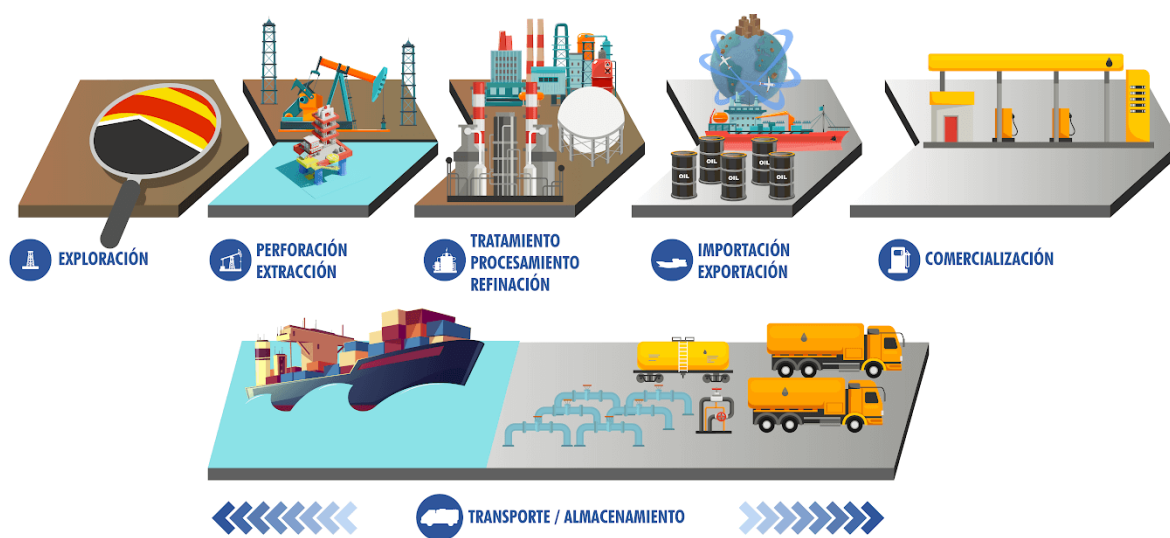 OIL
OIL
OIL
OIL
OIL
EXPLORACIÓN
PERFORACIÓN
EXTRACCIÓN
TRATAMIENTO
PROCESAMIENTO
REFINACIÓN
IMPORTACIÓN
EXPORTACIÓN
COMERCIALIZACIÓN
TRANSPORTE / ALMACENAMIENTO